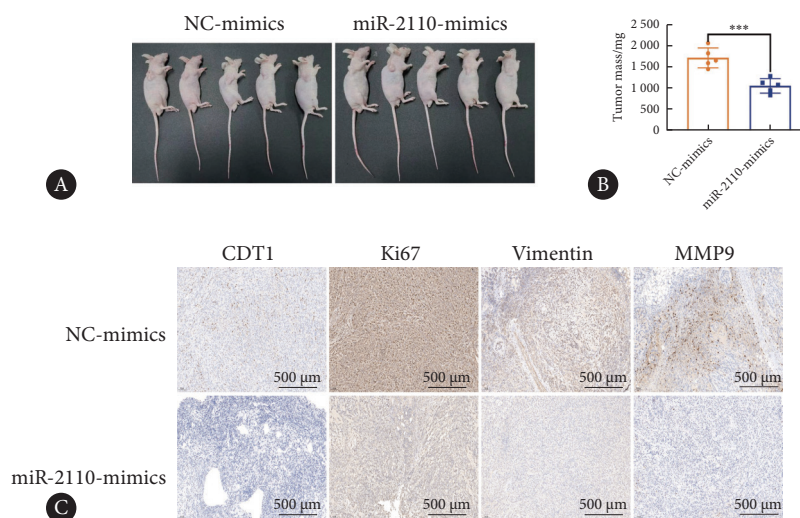 NC-mimics miR-2110-mimics
A
Tumor mass/mg
2 500
2 000
1 500
1 000
500
0
***
NC-mimics
miR-2110-mimics
B
CDT1 Ki67 Vimentin MMP9
NC-mimics
500 μm 500 μm 500 μm 500 μm
miR-2110-mimics
500 μm 500 μm 500 μm 500 μm
C